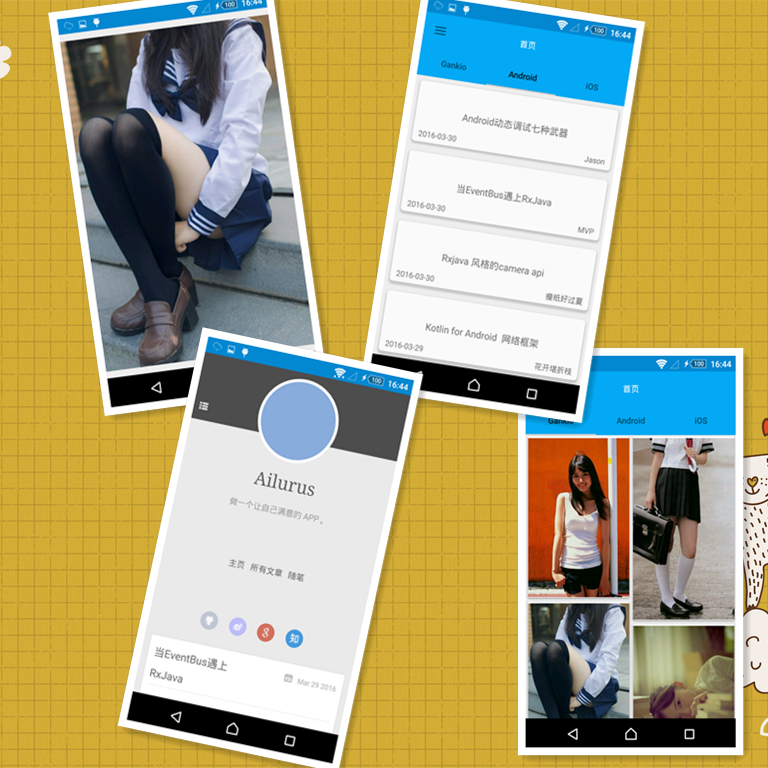 100 16:44
100 16:44
首页
Gankio
Android
iOS
Android动态调试七种武器
2016-03-30
Jason
当EventBus遇上RxJava
2016-03-30
MVP
Rxjava 风格的camera api
2016-03-30
瘦纸好过夏
Kotlin for Android 网络框架
2016-03-29
花开堪折枝
100 16:44
Ailurus
做一个让自己满意的 APP。
主页 所有文章 随笔
8 知
当EventBus遇上
RxJava
Mar 29 2016
100 16:44
首页
Gankio Android iOS